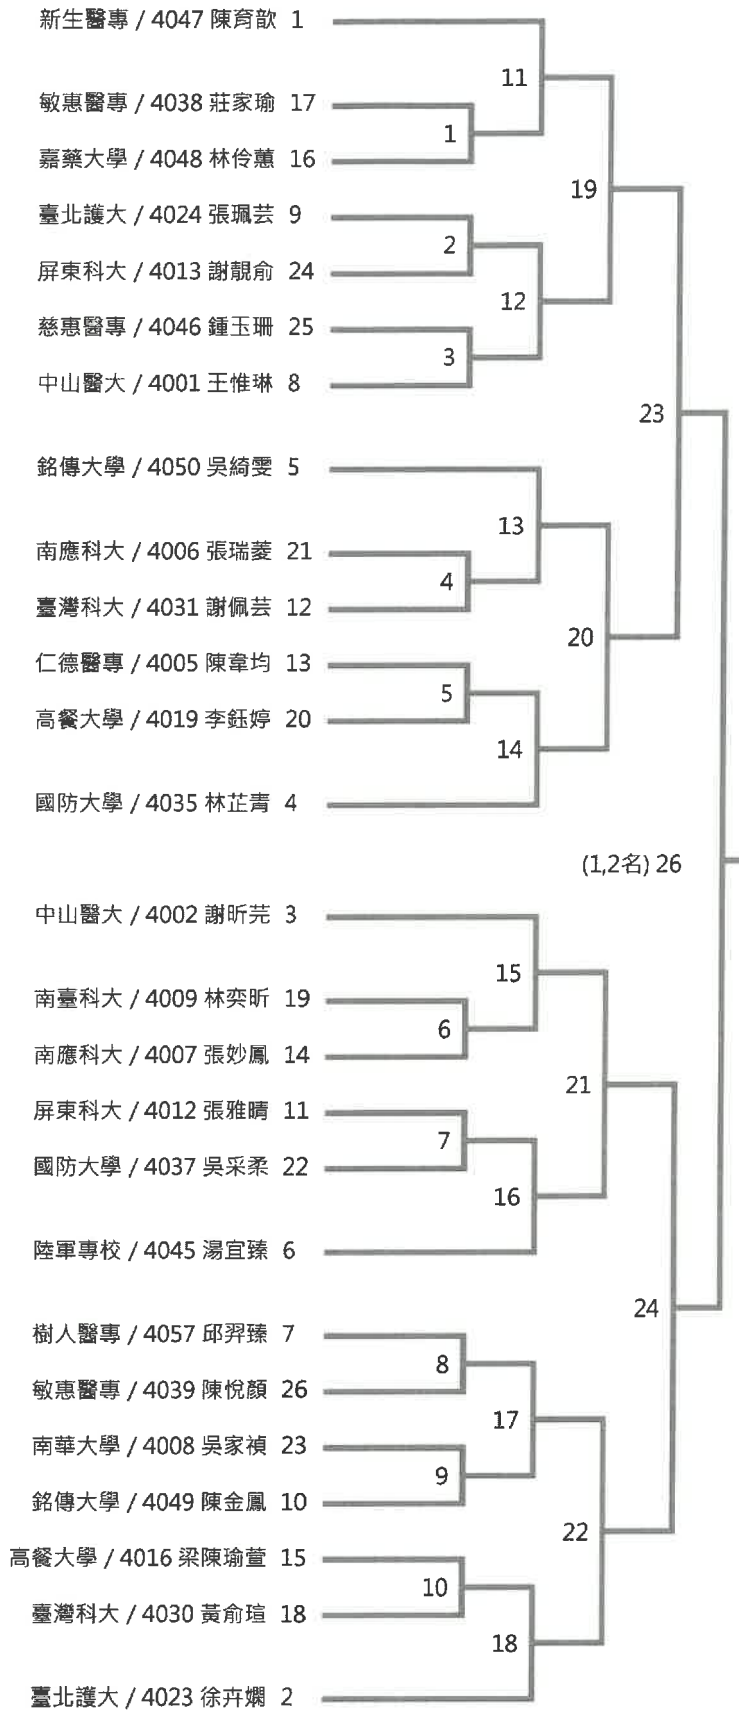 新生醫專 / 4047 陳育歆 1
11
敏惠醫專 / 4038 莊家瑜 17
1
嘉藥大學 / 4048 林伶蕙 16
19
臺北護大 / 4024 張珮芸 9
2
屏東科大 / 4013 謝靚俞 24
12
慈惠醫專 / 4046 鍾玉珊 25
3
中山醫大 / 4001 王惟琳 8
23
銘傳大學 / 4050 吳綺雯 5
13
南應科大 / 4006 張瑞菱 21
4
臺灣科大 / 4031 謝佩芸 12
20
仁德醫專 / 4005 陳韋均 13
5
高餐大學 / 4019 李鈺婷 20
14
國防大學 / 4035 林芷青 4
(1,2名) 26
中山醫大 / 4002 謝昕芫 3
15
南臺科大 / 4009 林奕昕 19
6
南應科大 / 4007 張妙鳳 14
21
屏東科大 / 4012 張雅晴 11
7
國防大學 / 4037 吳采柔 22
16
陸軍專校 / 4045 湯宜臻 6
24
樹人醫專 / 4057 邱羿臻 7
8
敏惠醫專 / 4039 陳悅顏 26
17
南華大學 / 4008 吳家禎 23
9
銘傳大學 / 4049 陳金鳳 10
22
高餐大學 / 4016 梁陳瑜萱 15
10
臺灣科大 / 4030 黃俞瑄 18
18
臺北護大 / 4023 徐卉嫻 2